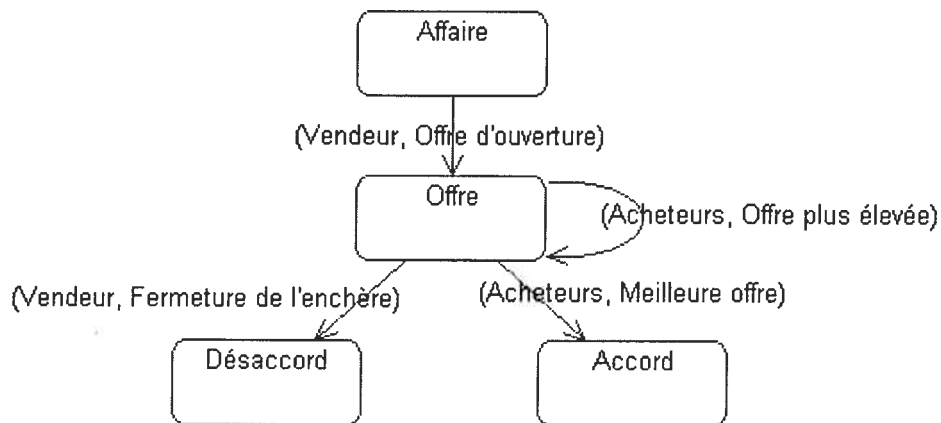 Affaire
(Vendeur, Offre d'ouverture)
Offre
(Acheteurs, Offre plus élevée)
(Vendeur, Fermeture de l'enchère)
(Acheteurs, Meilleure offre)
Désaccord
Accord